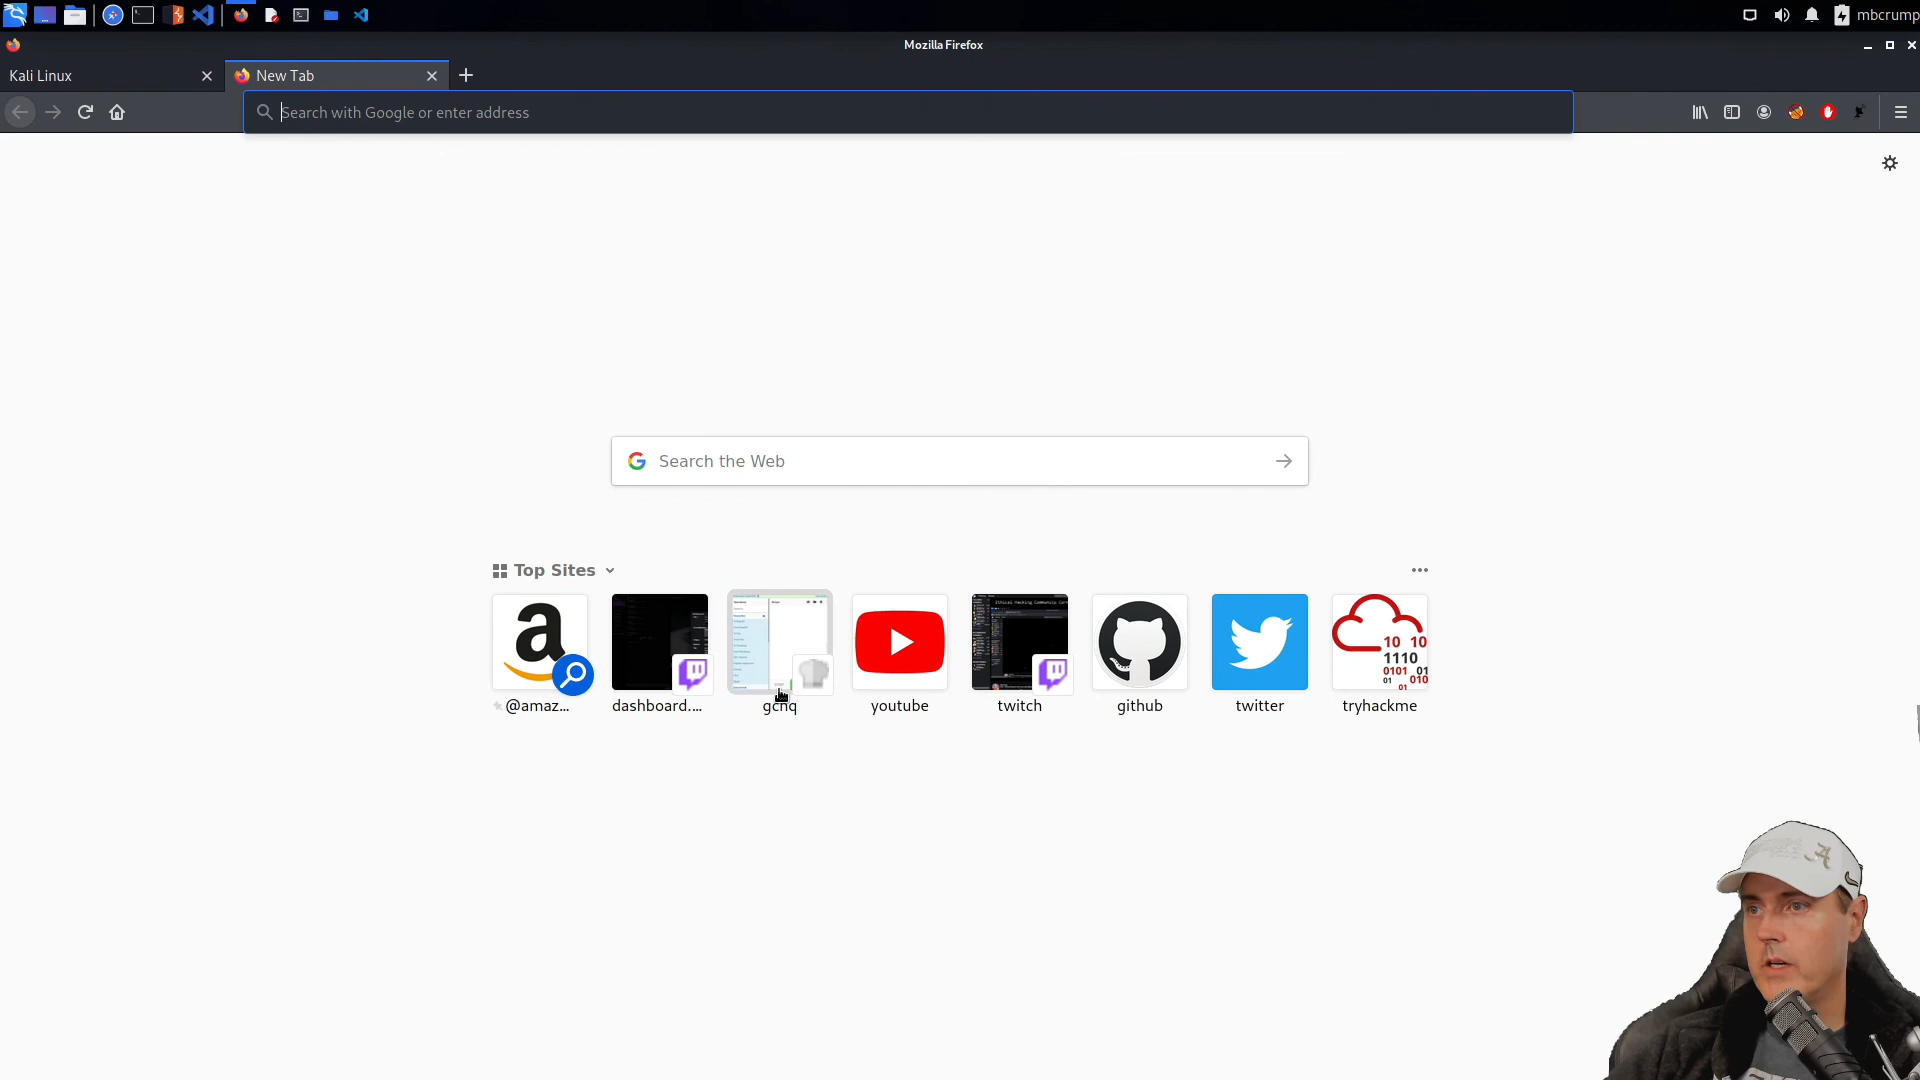 mbcrump
Mozilla Firefox
Kali Linux
New Tab
Search with Google or enter address
Search the Web
Top Sites
@amaz...
dashboard....
gchq
youtube
twitch
github
twitter
tryhackme